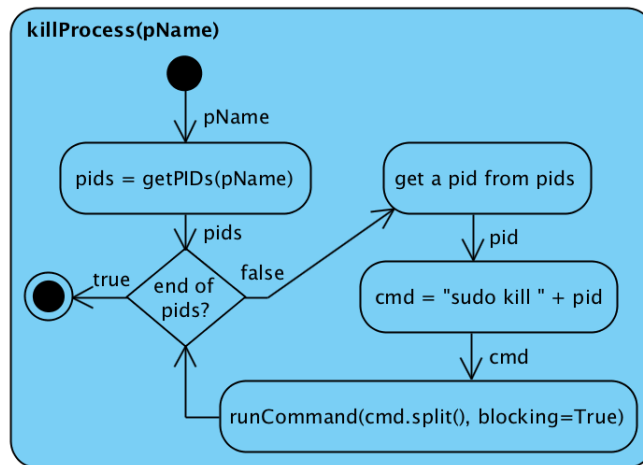 killProcess(pName)
pName
pids = getPIDs(pName)
pids
end of
pids?
true
false
get a pid from pids
pid
cmd = "sudo kill " + pid
cmd
runCommand(cmd.split(), blocking=True)